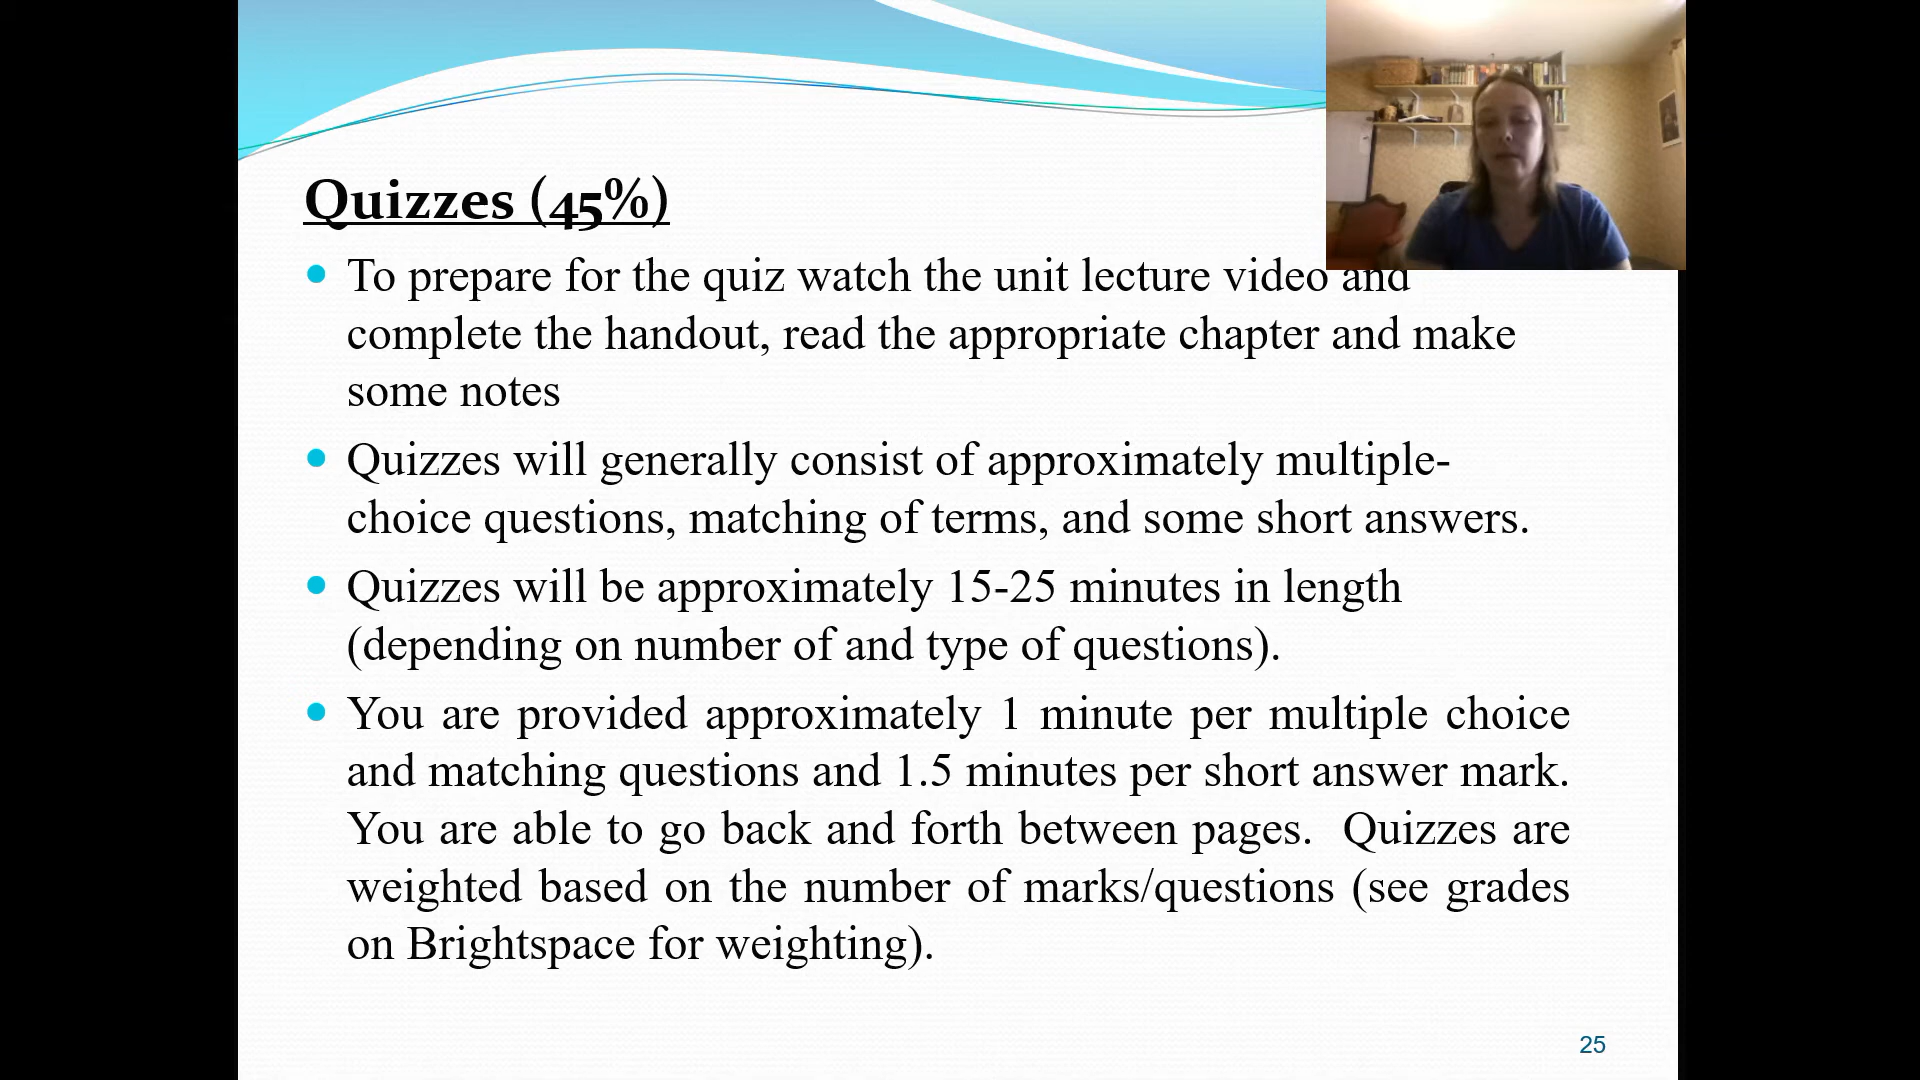 Quizzes (45%)
To prepare for the quiz watch the unit lecture video and
complete the handout, read the appropriate chapter and make
some notes
Quizzes will generally consist of approximately multiple-
choice questions, matching of terms, and some short answers.
Quizzes will be approximately 15-25 minutes in length
(depending on number of and type of questions).
You are provided approximately 1 minute per multiple choice
and matching questions and 1.5 minutes per short answer mark.
You are able to go back and forth between pages.  Quizzes are
weighted based on the number of marks/questions (see grades
on Brightspace for weighting).
25